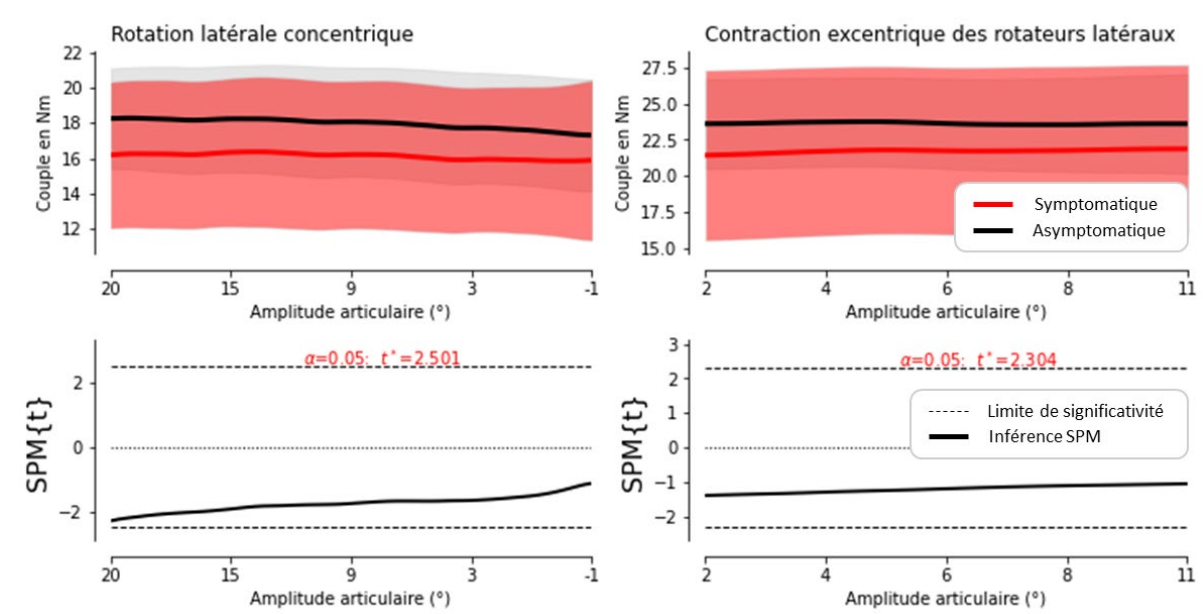 Rotation latérale concentrique
Couple en Nm
22
20
18
16
14
12
20 15 9 3 -1
Amplitude articulaire (°)
Contraction excentrique des rotateurs latéraux
Couple en Nm
27.5
25.0
22.5
20.0
17.5
15.0
Symptomatique
Asymptomatique
2 4 6 8 11
Amplitude articulaire (°)
SPM{t}
α=0.05: t*=2.501
2
0
−2
20 15 9 3 -1
Amplitude articulaire (°)
SPM{t}
α=0.05: t*=2.304
3
2
1
0
−1
−2
Limite de significativité
Inférence SPM
2 4 6 8 11
Amplitude articulaire (°)